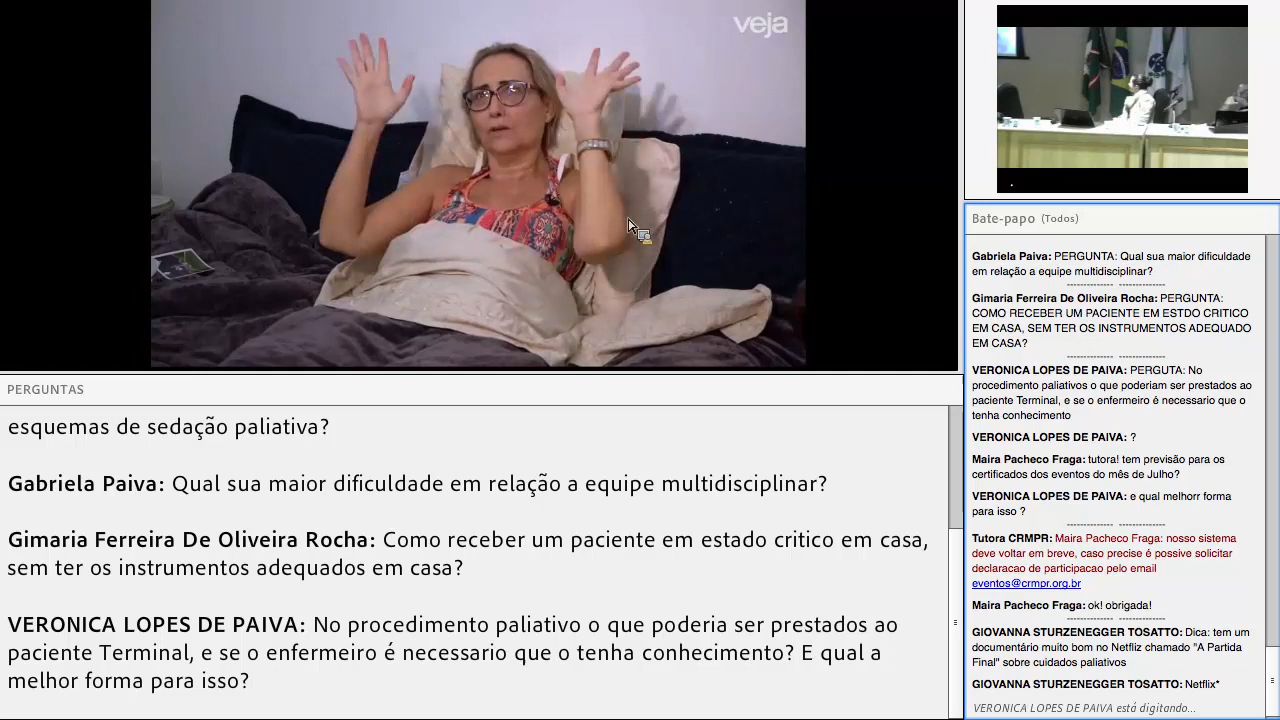 veja
PERGUNTAS
esquemas de sedação paliativa?
Gabriela Paiva: Qual sua maior dificuldade em relação a equipe multidisciplinar?
Gimaria Ferreira De Oliveira Rocha: Como receber um paciente em estado critico em casa,
sem ter os instrumentos adequados em casa?
VERONICA LOPES DE PAIVA: No procedimento paliativo o que poderia ser prestados ao
paciente Terminal, e se o enfermeiro é necessario que o tenha conhecimento? E qual a
melhor forma para isso?
Bate-papo (Todos)
Gabriela Paiva: PERGUNTA: Qual sua maior dificuldade
em relação a equipe multidisciplinar?
-------------- --------------
Gimaria Ferreira De Oliveira Rocha: PERGUNTA:
COMO RECEBER UM PACIENTE EM ESTDO CRITICO
EM CASA, SEM TER OS INSTRUMENTOS ADEQUADO
EM CASA?
-------------- --------------
VERONICA LOPES DE PAIVA: PERGUTA: No
procedimento paliativos o que poderiam ser prestados ao
paciente Terminal, e se o enfermeiro é necessario que o
tenha conhecimento
VERONICA LOPES DE PAIVA: ?
Maira Pacheco Fraga: tutora! tem previsão para os
certificados dos eventos do mês de Julho?
VERONICA LOPES DE PAIVA: e qual melhorr forma
para isso ?
-------------- --------------
Tutora CRMPR: Maira Pacheco Fraga: nosso sistema
deve voltar em breve, caso precise é possive solicitar
declaracao de participacao pelo email
eventos@crmpr.org.br
Maira Pacheco Fraga: ok! obrigada!
-------------- --------------
GIOVANNA STURZENEGGER TOSATTO: Dica: tem um
documentário muito bom no Netfliz chamado "A Partida
Final" sobre cuidados paliativos
GIOVANNA STURZENEGGER TOSATTO: Netflix*
VERONICA LOPES DE PAIVA está digitando...